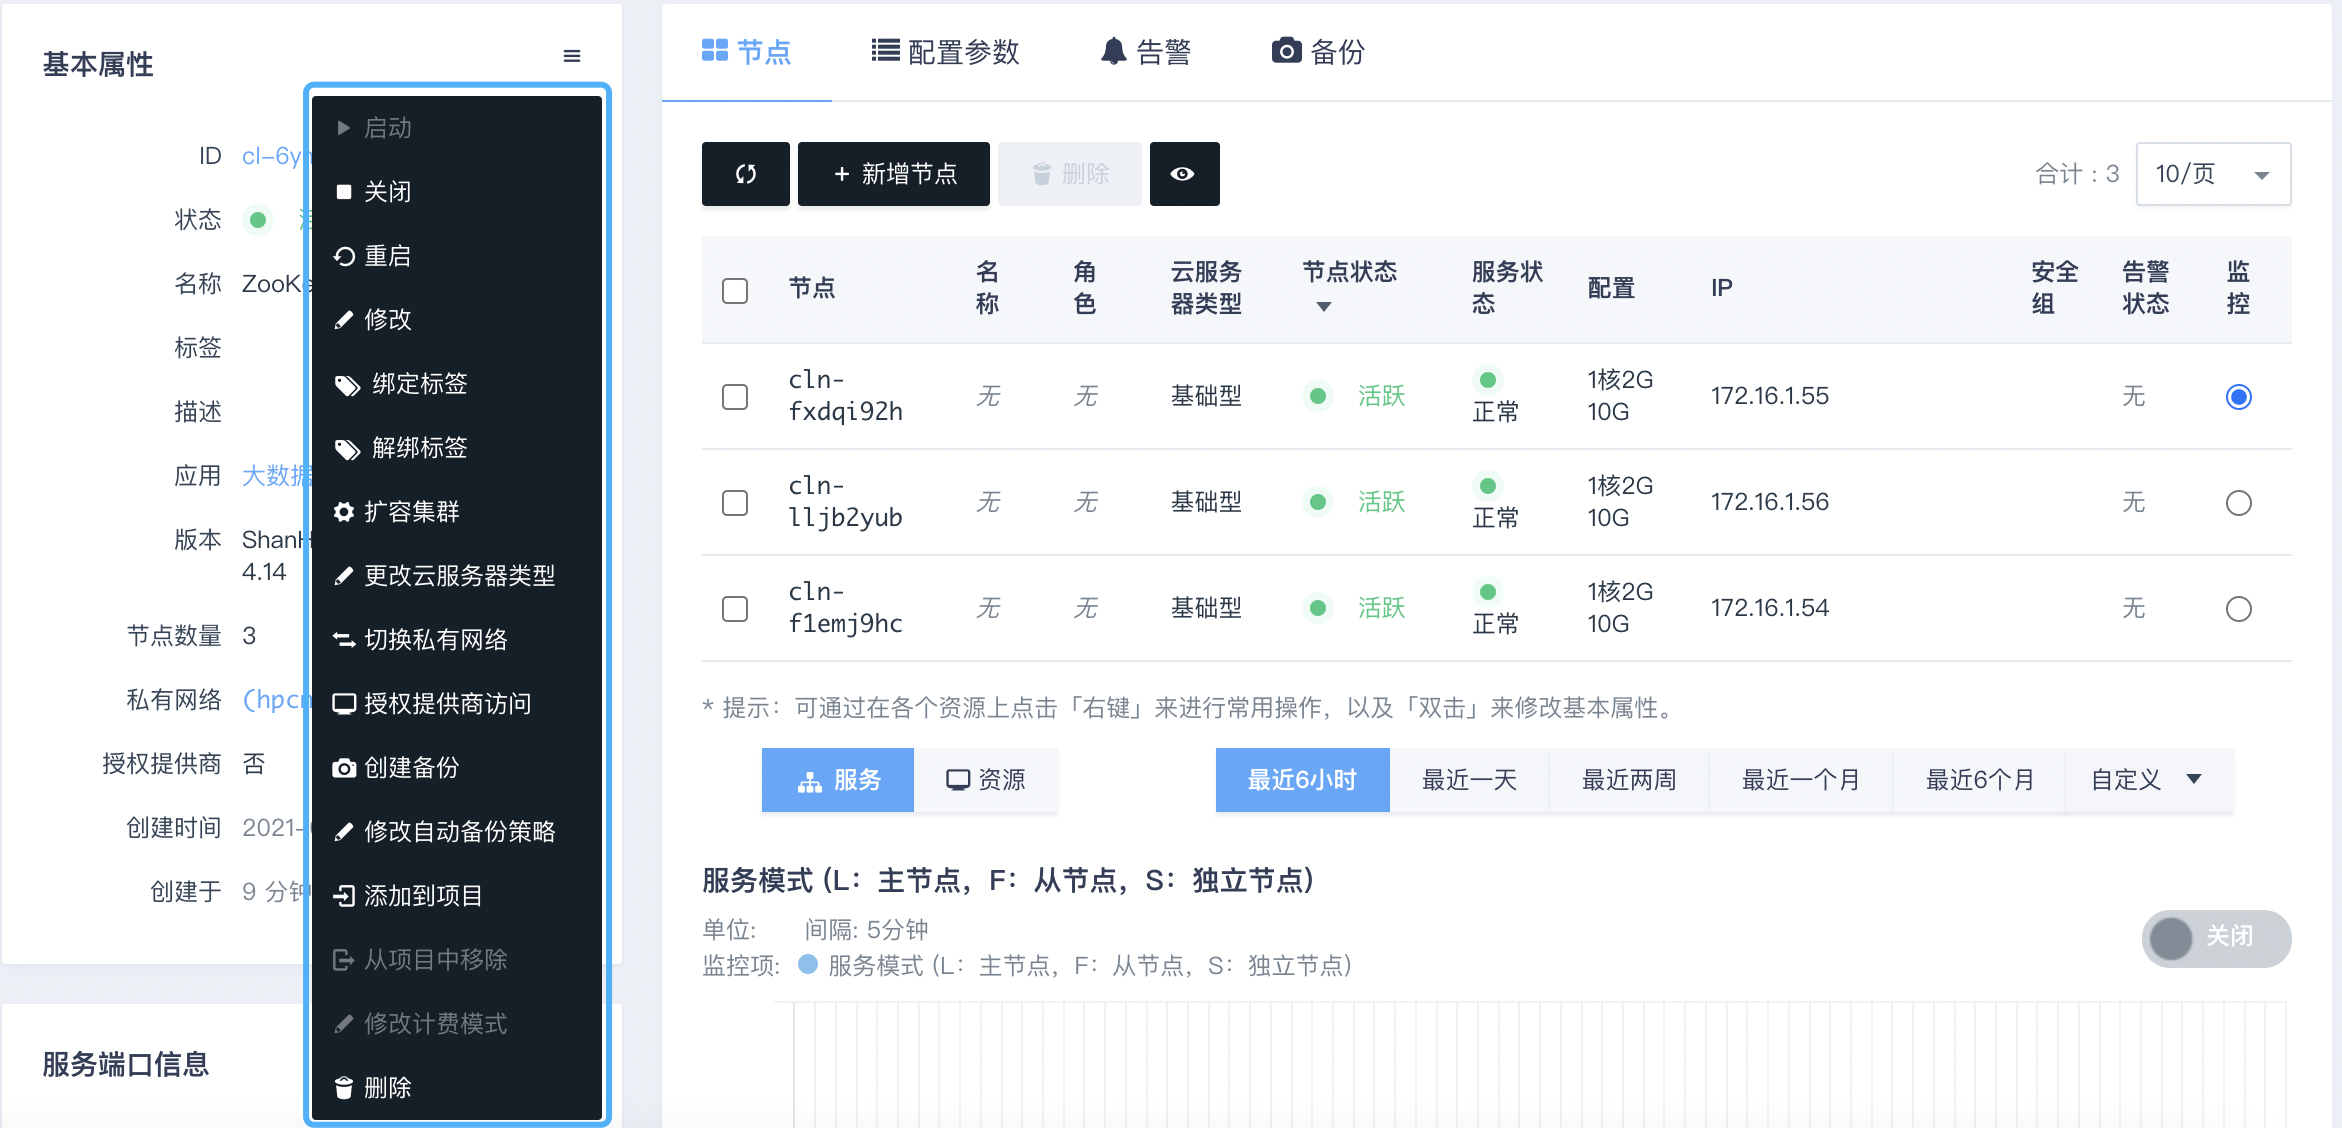 基本属性
ID cl-6y
状态
名称 ZooK
标签
描述
应用 大数据
版本 ShanH
4.14
节点数量 3
私有网络 (hpcn
授权提供商 否
创建时间 2021-
创建于 9 分钟
服务端口信息
启动
关闭
重启
修改
绑定标签
解绑标签
扩容集群
更改云服务器类型
切换私有网络
授权提供商访问
创建备份
修改自动备份策略
添加到项目
从项目中移除
修改计费模式
删除
节点 配置参数 告警 备份
+ 新增节点 删除 合计：3 10/页
节点 名称 角色 云服务器类型 节点状态 服务状态 配置 IP 安全组 告警状态 监控
cln-fxdqi92h 无 无 基础型 活跃 正常 1核2G 10G 172.16.1.55 无
cln-lljb2yub 无 无 基础型 活跃 正常 1核2G 10G 172.16.1.56 无
cln-f1emj9hc 无 无 基础型 活跃 正常 1核2G 10G 172.16.1.54 无
* 提示：可通过在各个资源上点击「右键」来进行常用操作，以及「双击」来修改基本属性。
服务 资源 最近6小时 最近一天 最近两周 最近一个月 最近6个月 自定义
服务模式 (L：主节点，F：从节点，S：独立节点)
单位: 间隔: 5分钟
监控项: 服务模式 (L：主节点，F：从节点，S：独立节点)
关闭